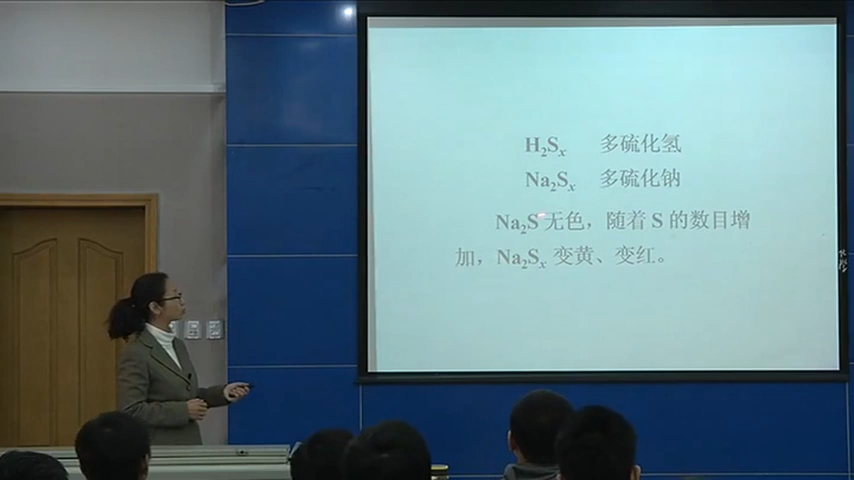 H₂Sₓ 多硫化氢
Na₂Sₓ 多硫化钠
Na₂S 无色，随着 S 的数目增
加，Na₂Sₓ 变黄、变红。